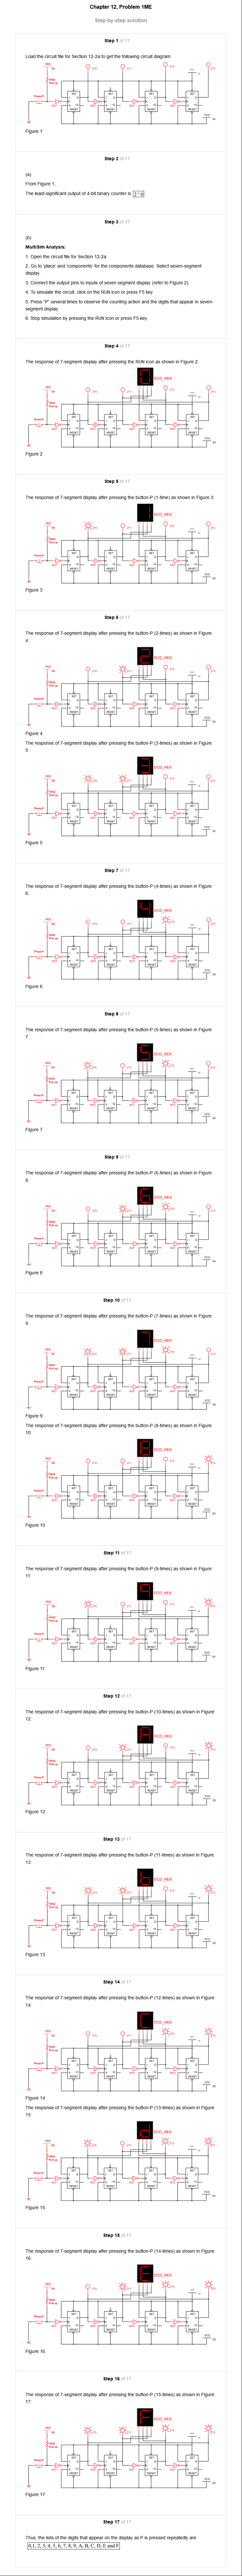 Chapter 12, Problem 1ME
Step-by-step solution
Step 1 of 17
Load the circuit file for Section 12-2a to get the following circuit diagram:
Figure 1
Step 2 of 17
(a)
From Figure 1,
The least-significant output of 4-bit binary counter is 2^0
Step 3 of 17
(b)
MultiSim Analysis:
1. Open the circuit file for Section 12-2a.
2. Go to 'place' and 'components' for the components database. Select seven-segment
display.
3. Connect the output pins to inputs of seven segment display (refer to Figure 2).
4. To simulate the circuit, click on the RUN icon or press F5 key.
5. Press "P" several times to observe the counting action and the digits that appear in seven-
segment display.
6. Stop simulation by pressing the RUN icon or press F5 key.
Step 4 of 17
The response of 7-segment display after pressing the RUN icon as shown in Figure 2:
DCD_HEX
Figure 2
Step 5 of 17
The response of 7-segment display after pressing the button-P (1-time) as shown in Figure 3:
DCD_HEX
Figure 3
Step 6 of 17
The response of 7-segment display after pressing the button-P (2-times) as shown in Figure
4:
DCD_HEX
Figure 4
The response of 7-segment display after pressing the button-P (3-times) as shown in Figure
5:
DCD_HEX
Figure 5
Step 7 of 17
The response of 7-segment display after pressing the button-P (4-times) as shown in Figure
6:
DCD_HEX
Figure 6
Step 8 of 17
The response of 7-segment display after pressing the button-P (5-times) as shown in Figure
7:
DCD_HEX
Figure 7
Step 9 of 17
The response of 7-segment display after pressing the button-P (6-times) as shown in Figure
8:
DCD_HEX
Figure 8
Step 10 of 17
The response of 7-segment display after pressing the button-P (7-times) as shown in Figure
9:
DCD_HEX
Figure 9
The response of 7-segment display after pressing the button-P (8-times) as shown in Figure
10:
DCD_HEX
Figure 10
Step 11 of 17
The response of 7-segment display after pressing the button-P (9-times) as shown in Figure
11:
DCD_HEX
Figure 11
Step 12 of 17
The response of 7-segment display after pressing the button-P (10-times) as shown in Figure
12:
DCD_HEX
Figure 12
Step 13 of 17
The response of 7-segment display after pressing the button-P (11-times) as shown in Figure
13:
DCD_HEX
Figure 13
Step 14 of 17
The response of 7-segment display after pressing the button-P (12-times) as shown in Figure
14:
DCD_HEX
Figure 14
The response of 7-segment display after pressing the button-P (13-times) as shown in Figure
15:
DCD_HEX
Figure 15
Step 15 of 17
The response of 7-segment display after pressing the button-P (14-times) as shown in Figure
16:
DCD_HEX
Figure 16
Step 16 of 17
The response of 7-segment display after pressing the button-P (15-times) as shown in Figure
17:
DCD_HEX
Figure 17
Step 17 of 17
Thus, the lists of the digits that appear on the display as P is pressed repeatedly are
0,1, 2, 3, 4, 5, 6, 7, 8, 9, A, B, C, D, E and F.